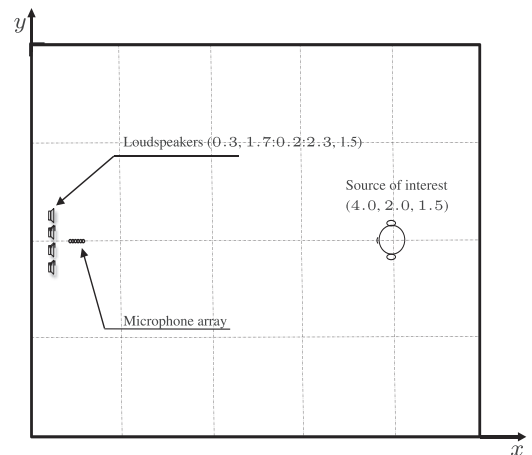 y
Loudspeakers (0.3, 1.7:0.2:2.3, 1.5)
Source of interest
(4.0, 2.0, 1.5)
Microphone array
x